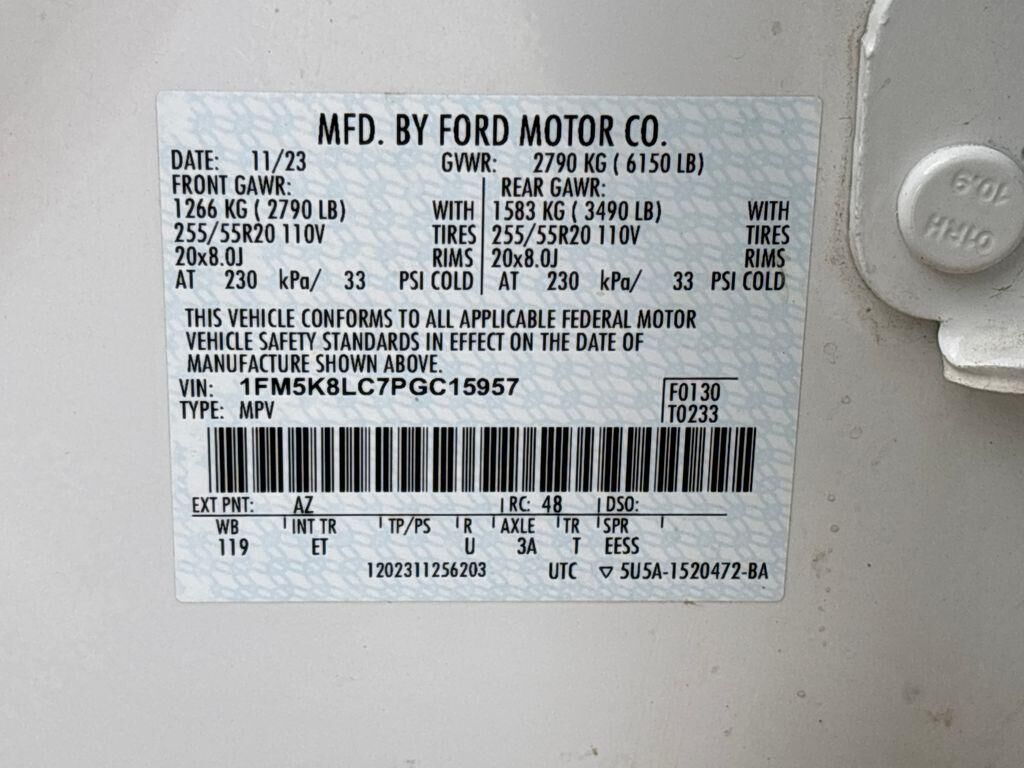 MFD. BY FORD MOTOR CO.
DATE: 11/23 GVWR: 2790 KG ( 6150 LB)
FRONT GAWR: REAR GAWR:
1266 KG ( 2790 LB) WITH 1583 KG ( 3490 LB) WITH
255/55R20 110V TIRES 255/55R20 110V TIRES
20x8.0J RIMS 20x8.0J RIMS
AT 230 kPa/ 33 PSI COLD AT 230 kPa/ 33 PSI COLD
THIS VEHICLE CONFORMS TO ALL APPLICABLE FEDERAL MOTOR
VEHICLE SAFETY STANDARDS IN EFFECT ON THE DATE OF
MANUFACTURE SHOWN ABOVE.
VIN: 1FM5K8LC7PGC15957 F0130
TYPE: MPV T0233
EXT PNT: AZ RC: 48 DSO:
WB INT TR TP/PS R AXLE TR SPR
119 ET U 3A T EESS
1202311256203 UTC ▽ 5U5A-1520472-BA
10.9
01RH